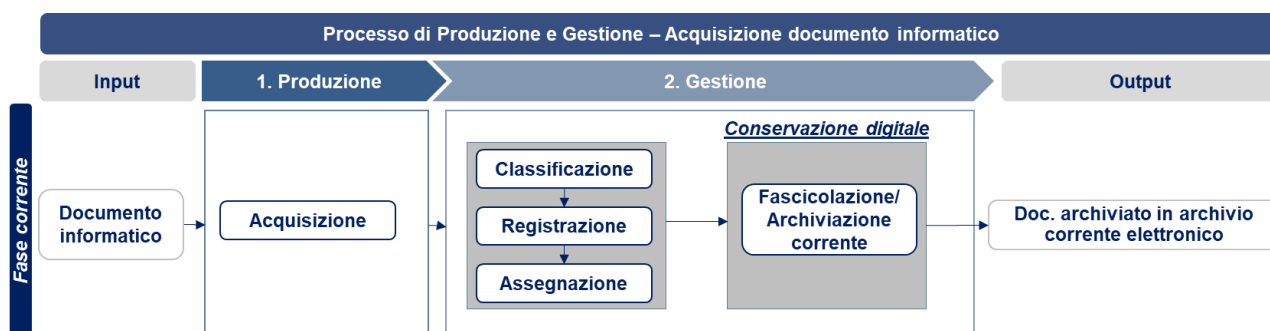 Processo di Produzione e Gestione – Acquisizione documento informatico
Input
1. Produzione
2. Gestione
Output
Fase corrente
Documento
informatico
Acquisizione
Classificazione
Registrazione
Assegnazione
Conservazione digitale
Fascicolazione/
Archiviazione
corrente
Doc. archiviato in archivio
corrente elettronico